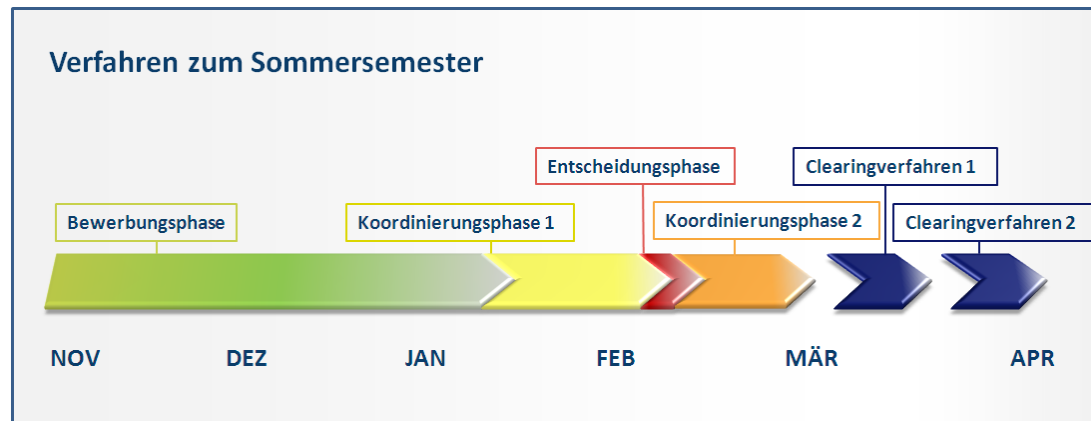 Verfahren zum Sommersemester
Entscheidungsphase
Clearingverfahren 1
Bewerbungsphase
Koordinierungsphase 1
Koordinierungsphase 2
Clearingverfahren 2
NOV
DEZ
JAN
FEB
MÄR
APR